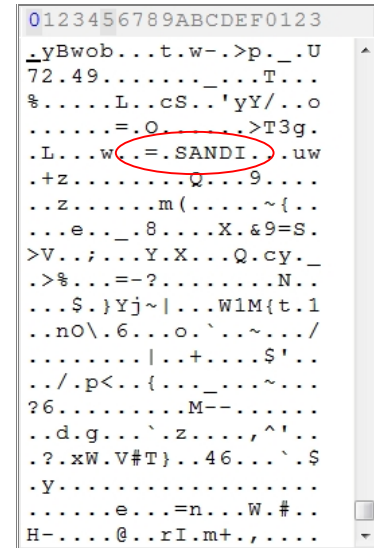 0123456789ABCDEF0123
.yBwob...t.w-.>p._.U
72.49......._...T...
%.....L..cS..'yY/..o
......=.O......>T3g.
.L...w..=.SANDI...uw
.+z........Q...9....
..z......m(.....~{..
...e.._.8....X.&9=S.
>V..;...Y.X...Q.cy._
.>%...=-?.........N..
...$.}Yj~|...W1M{t.1
..nO\.6...o.`..~.../
.........|..+....$'..
../.p<..{..._...~...
?6.........M--......
..d.g...`.z....,^'..
.?.xW.V#T}..46...`.$
.y..................
......e...=n...W.#..
H-....@..rI.m+.,....